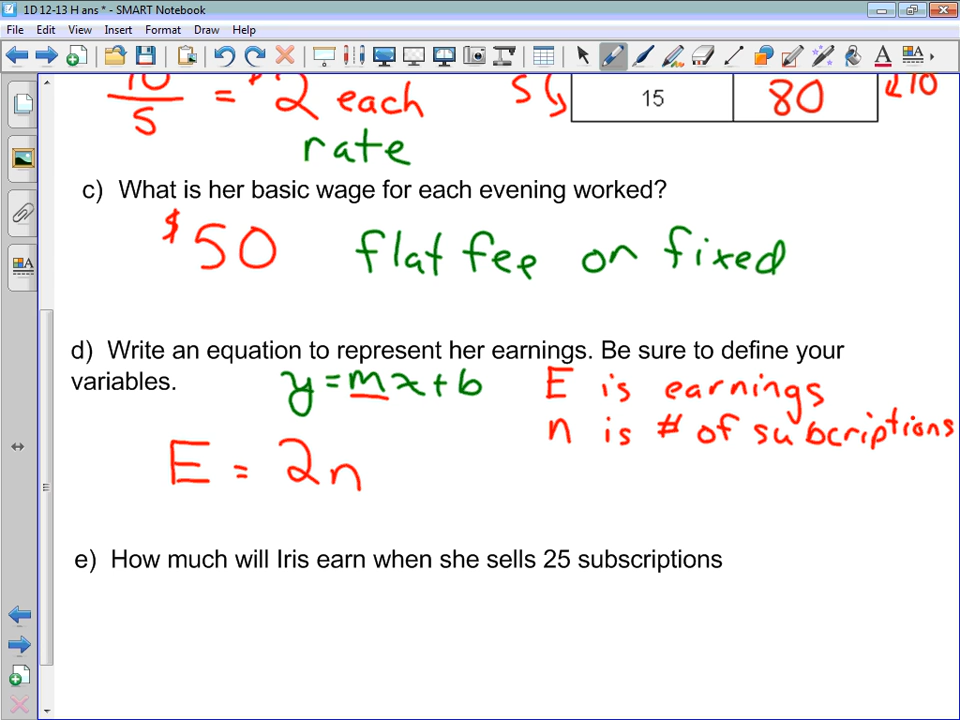 1D 12-13 H ans * - SMART Notebook
File Edit View Insert Format Draw Help
10
5
= $2 each
rate
5
15 80
10
c) What is her basic wage for each evening worked?
$50 flat fee or fixed
d) Write an equation to represent her earnings. Be sure to define your
variables.
y = mx + b
E is earnings
n is # of subcriptions
E = 2n
e) How much will Iris earn when she sells 25 subscriptions